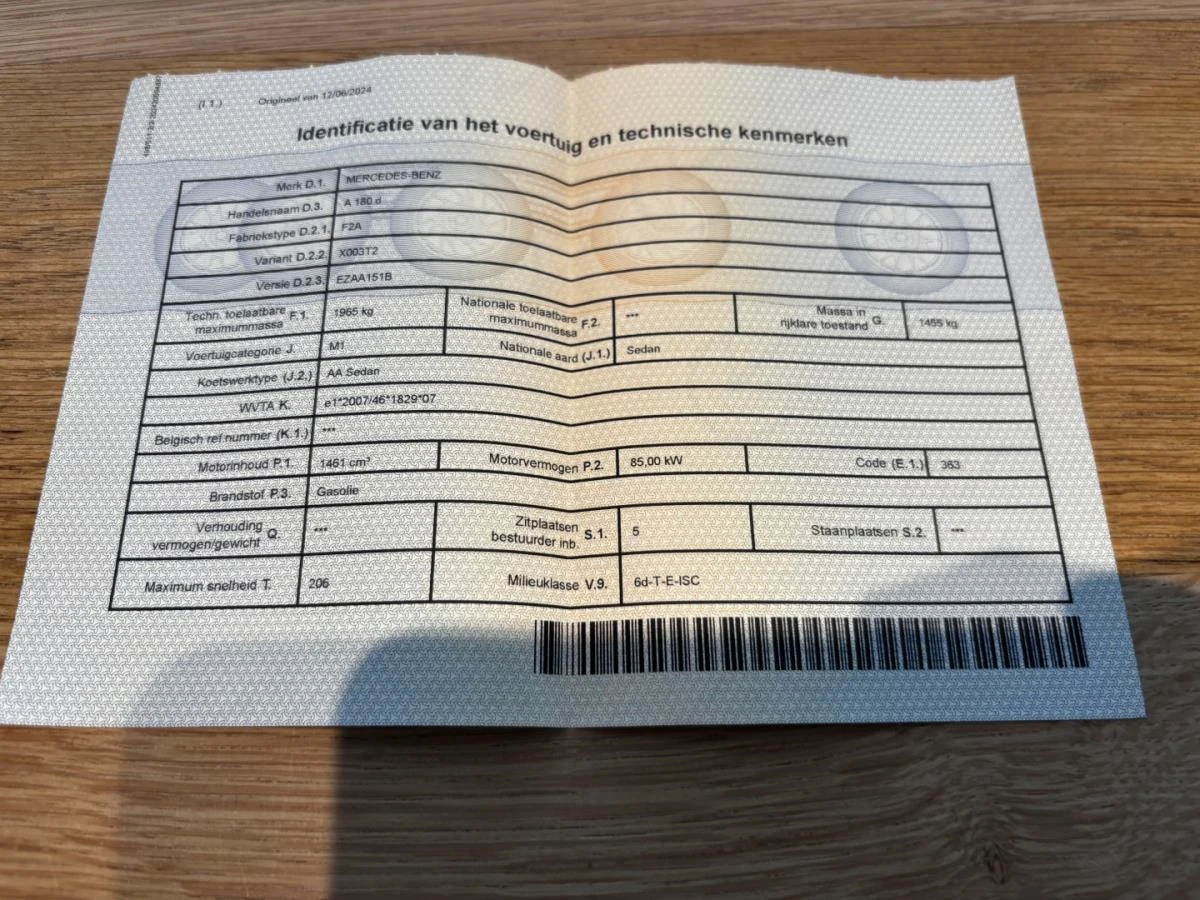 (I.1.) Origineel van 12/06/2024
Identificatie van het voertuig en technische kenmerken
Merk D.1. MERCEDES-BENZ
Handelsnaam D.3. A 180 d
Fabriekstype D.2.1. F2A
Variant D.2.2. X003T2
Versie D.2.3. EZAA151B
Techn. toelaatbare maximummassa F.1. 1965 kg Nationale toelaatbare maximummassa F.2. *** Massa in rijklare toestand G. 1455 kg
Voertuigcategorie J. M1 Nationale aard (J.1.) Sedan
Koetswerktype (J.2.) AA Sedan
WVTA K. e1*2007/46*1829*07
Belgisch ref.nummer (K.1.) ***
Motorinhoud P.1. 1461 cm³ Motorvermogen P.2. 85,00 kW Code (E.1.) 363
Brandstof P.3. Gasolie
Verhouding vermogen/gewicht Q. *** Zitplaatsen bestuurder inb. S.1. 5 Staanplaatsen S.2. ***
Maximum snelheid T. 206 Milieuklasse V.9. 6d-T-E-ISC